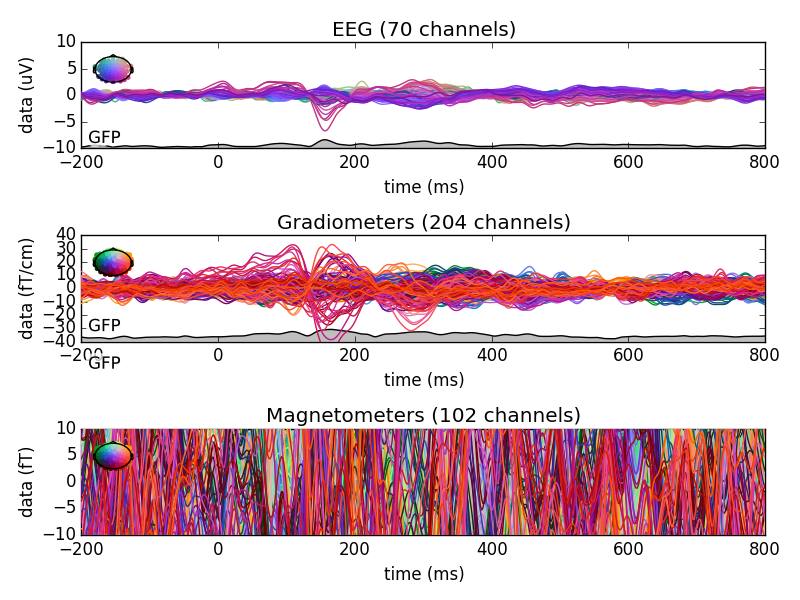 EEG (70 channels)
10
5
0
−5
−10
data (uV)
GFP
−200 0 200 400 600 800
time (ms)
Gradiometers (204 channels)
40
30
20
10
0
−10
−20
−30
−40
data (fT/cm)
GFP
−200 0 200 400 600 800
GFP
time (ms)
Magnetometers (102 channels)
10
5
0
−5
−10
data (fT)
−200 0 200 400 600 800
time (ms)